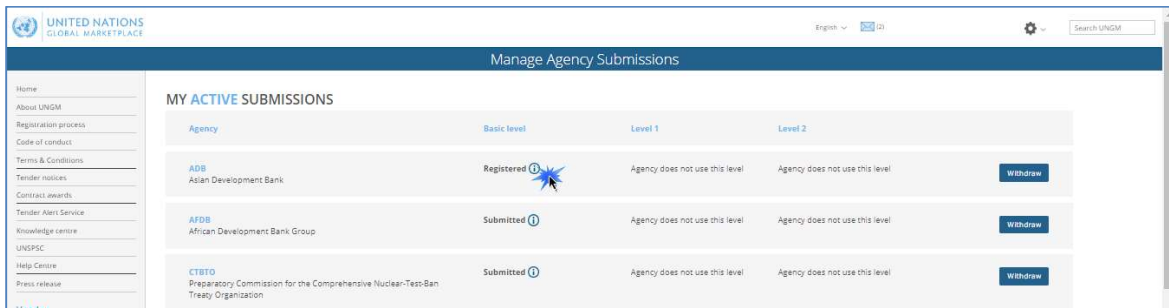 UNITED NATIONS
GLOBAL MARKETPLACE
English
(2)
Search UNGM
Manage Agency Submissions
Home
About UNGM
Registration process
Code of conduct
Terms & Conditions
Tender notices
Contract awards
Tender Alert Service
Knowledge centre
UNSPSC
Help Centre
Press release
MY ACTIVE SUBMISSIONS
Agency Basic level Level 1 Level 2
ADB Registered Agency does not use this level Agency does not use this level Withdraw
Asian Development Bank
AFDB Submitted Agency does not use this level Agency does not use this level Withdraw
African Development Bank Group
CTBTO Submitted Agency does not use this level Agency does not use this level Withdraw
Preparatory Commission for the Comprehensive Nuclear-Test-Ban
Treaty Organization